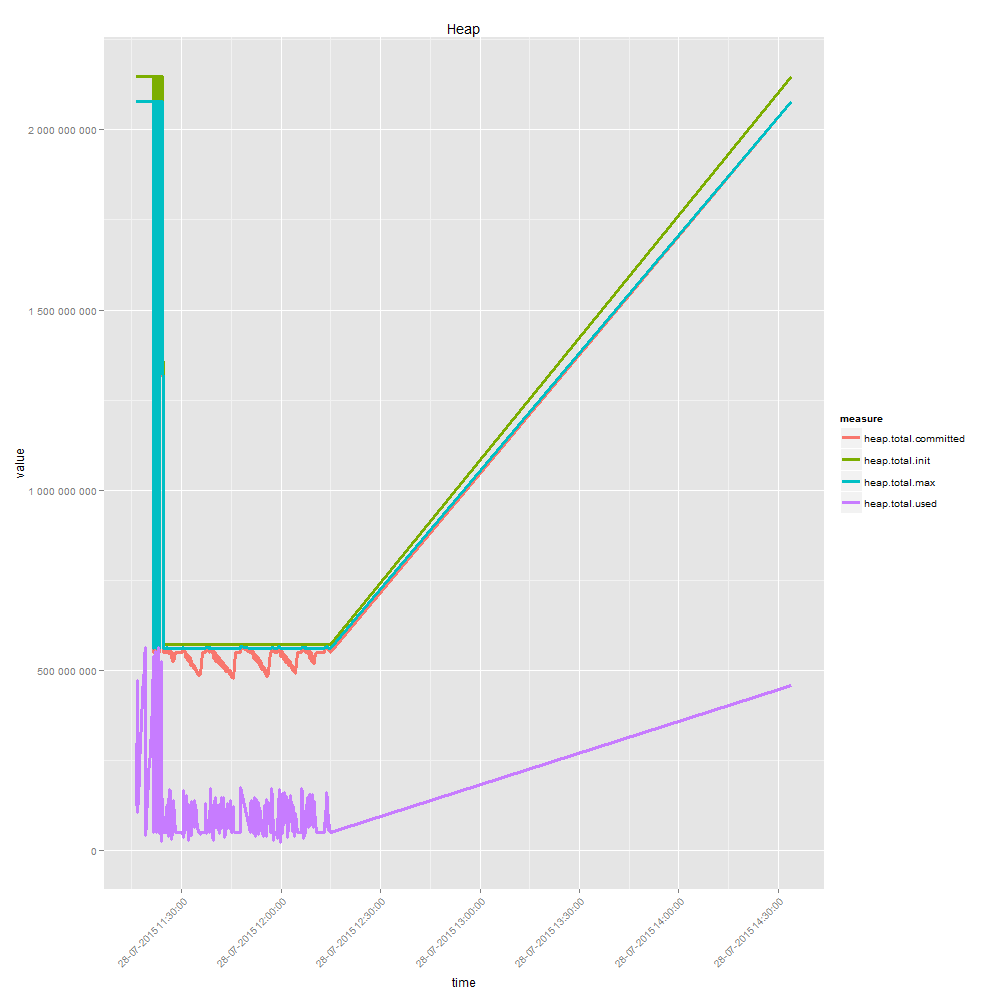 Heap
2 000 000 000
1 500 000 000
1 000 000 000
500 000 000
0
value
28-07-2015 11:30:00
28-07-2015 12:00:00
28-07-2015 12:30:00
28-07-2015 13:00:00
28-07-2015 13:30:00
28-07-2015 14:00:00
28-07-2015 14:30:00
time
measure
heap.total.committed
heap.total.init
heap.total.max
heap.total.used